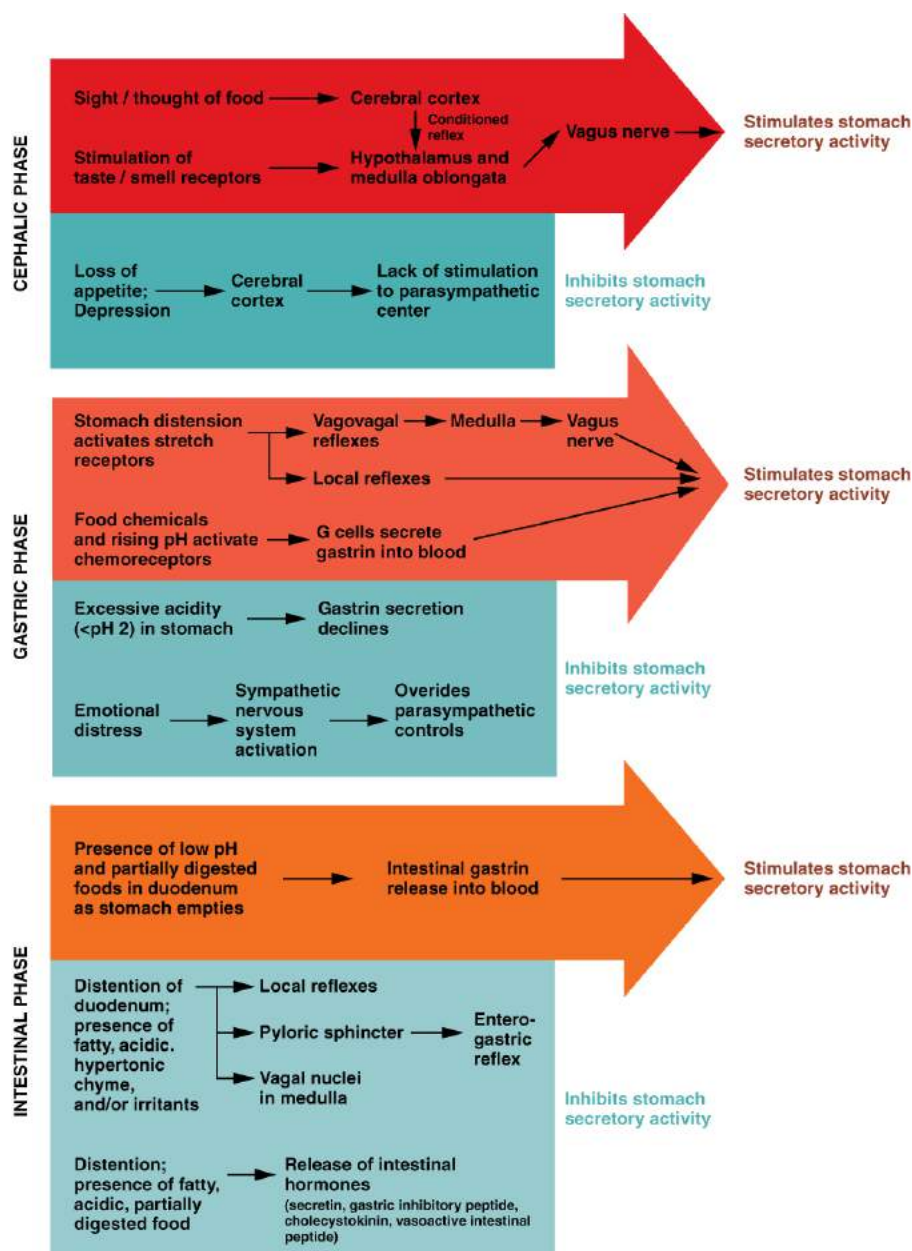 CEPHALIC PHASE
Sight / thought of food
Cerebral cortex
Conditioned
reflex
Stimulation of
taste / smell receptors
Hypothalamus and
medulla oblongata
Vagus nerve
Stimulates stomach
secretory activity
Loss of
appetite;
Depression
Cerebral
cortex
Lack of stimulation
to parasympathetic
center
Inhibits stomach
secretory activity
GASTRIC PHASE
Stomach distension
activates stretch
receptors
Vagovagal
reflexes
Medulla
Vagus
nerve
Local reflexes
Food chemicals
and rising pH activate
chemoreceptors
G cells secrete
gastrin into blood
Stimulates stomach
secretory activity
Excessive acidity
(<pH 2) in stomach
Gastrin secretion
declines
Emotional
distress
Sympathetic
nervous
system
activation
Overides
parasympathetic
controls
Inhibits stomach
secretory activity
INTESTINAL PHASE
Presence of low pH
and partially digested
foods in duodenum
as stomach empties
Intestinal gastrin
release into blood
Stimulates stomach
secretory activity
Distention of
duodenum;
presence of
fatty, acidic.
hypertonic
chyme,
and/or irritants
Local reflexes
Pyloric sphincter
Vagal nuclei
in medulla
Entero-
gastric
reflex
Distention;
presence of fatty,
acidic, partially
digested food
Release of intestinal
hormones
(secretin, gastric inhibitory peptide,
cholecystokinin, vasoactive intestinal
peptide)
Inhibits stomach
secretory activity